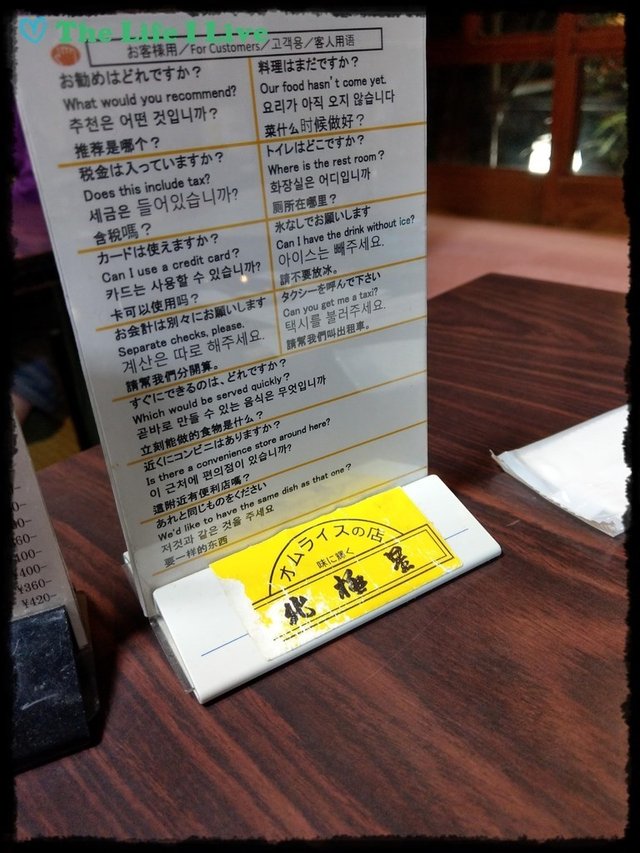 The Life I Live
お客様用／For Customers／高客用／客人用语
お勧めはどれですか？
What would you recommend?
추천은 어떤 것입니까?
推荐是哪个？
税金は入っていますか？
Does this include tax?
세금은 들어있습니까?
含税嗎？
カードは使えますか？
Can I use a credit card?
카드는 사용할 수 있습니까?
卡可以使用吗？
お会計は別々にお願いします
Separate checks, please.
계산은 따로 해주세요.
請幫我們分開算。
料理はまだですか？
Our food hasn't come yet.
요리가 아직 오지 않습니다
菜什么时候做好？
トイレはどこですか？
Where is the rest room?
화장실은 어디입니까
厕所在哪里？
氷なしでお願いします
Can I have the drink without ice?
아이스는 빼주세요.
請不要放冰。
タクシーを呼んで下さい
Can you get me a taxi?
택시를 불러주세요.
請幫我們叫出租車。
すぐにできるのは、どれですか？
Which would be served quickly?
곧바로 만들 수 있는 음식은 무엇입니까
立刻能做的食物是什么？
近くにコンビニはありますか？
Is there a convenience store around here?
이 근처에 편의점이 있습니까?
這附近有便利店嗎？
あれと同じものをください
We'd like to have the same dish as that one?
저것과 같은 것을 주세요
要一样的东西
オムライスの店
味に輝く
北極星
400-
¥360-
¥420-